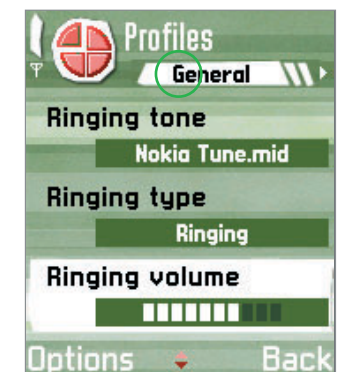 Profiles
General
Ringing tone
Nokia Tune.mid
Ringing type
Ringing
Ringing volume
Options Back